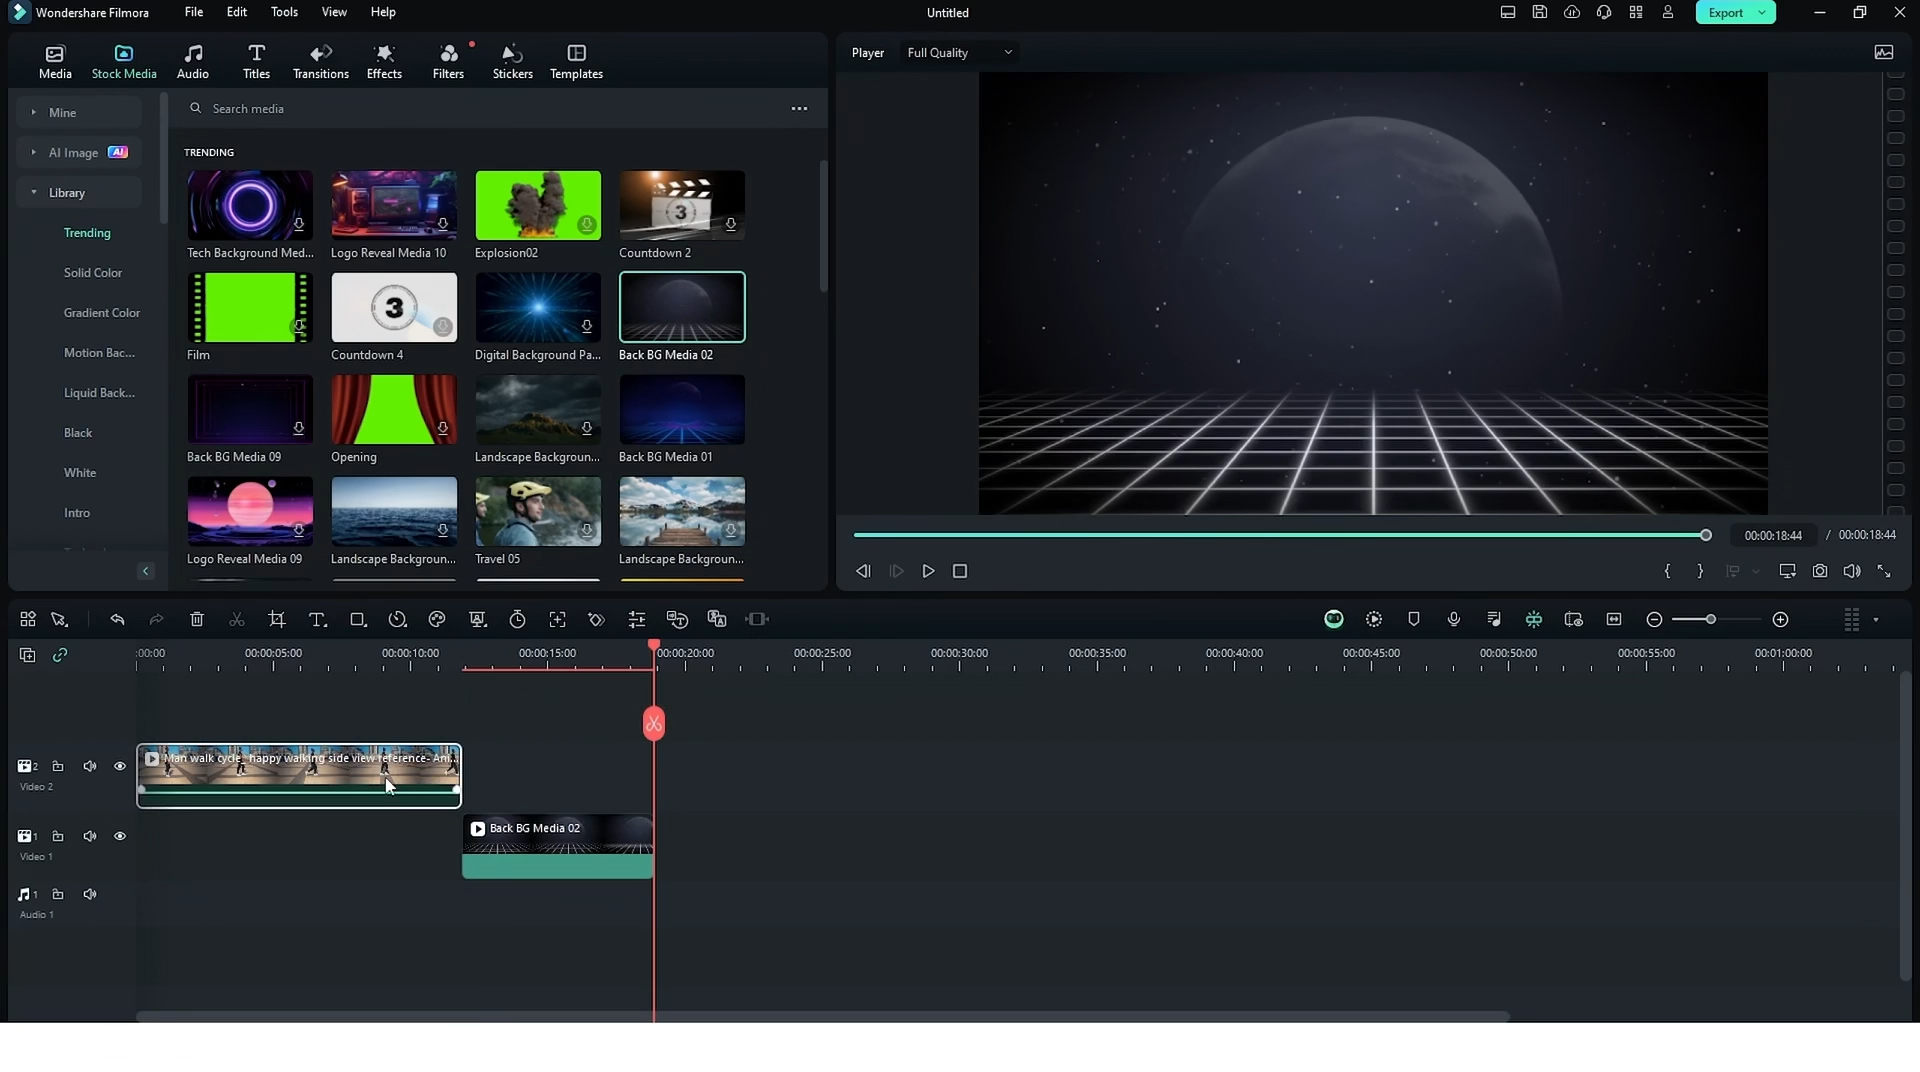 Wondershare Filmora File Edit Tools View Help Untitled Export
Media Stock Media Audio Titles Transitions Effects Filters Stickers Templates
Player Full Quality
Mine
AI Image AI
Library
Trending
Solid Color
Gradient Color
Motion Bac...
Liquid Back...
Black
White
Intro
Search media
TRENDING
Tech Background Med... Logo Reveal Media 10 Explosion02 Countdown 2
Film Countdown 4 Digital Background Pa... Back BG Media 02
Back BG Media 09 Opening Landscape Backgroun... Back BG Media 01
Logo Reveal Media 09 Landscape Backgroun... Travel 05 Landscape Backgroun...
00:00:18:44 / 00:00:18:44
:00:00 00:00:05:00 00:00:10:00 00:00:15:00 00:00:20:00 00:00:25:00 00:00:30:00 00:00:35:00 00:00:40:00 00:00:45:00 00:00:50:00 00:00:55:00 00:01:00:00
2
Video 2
Man walk cycle_ happy walking side view reference- Ani...
1
Video 1
Back BG Media 02
1
Audio 1